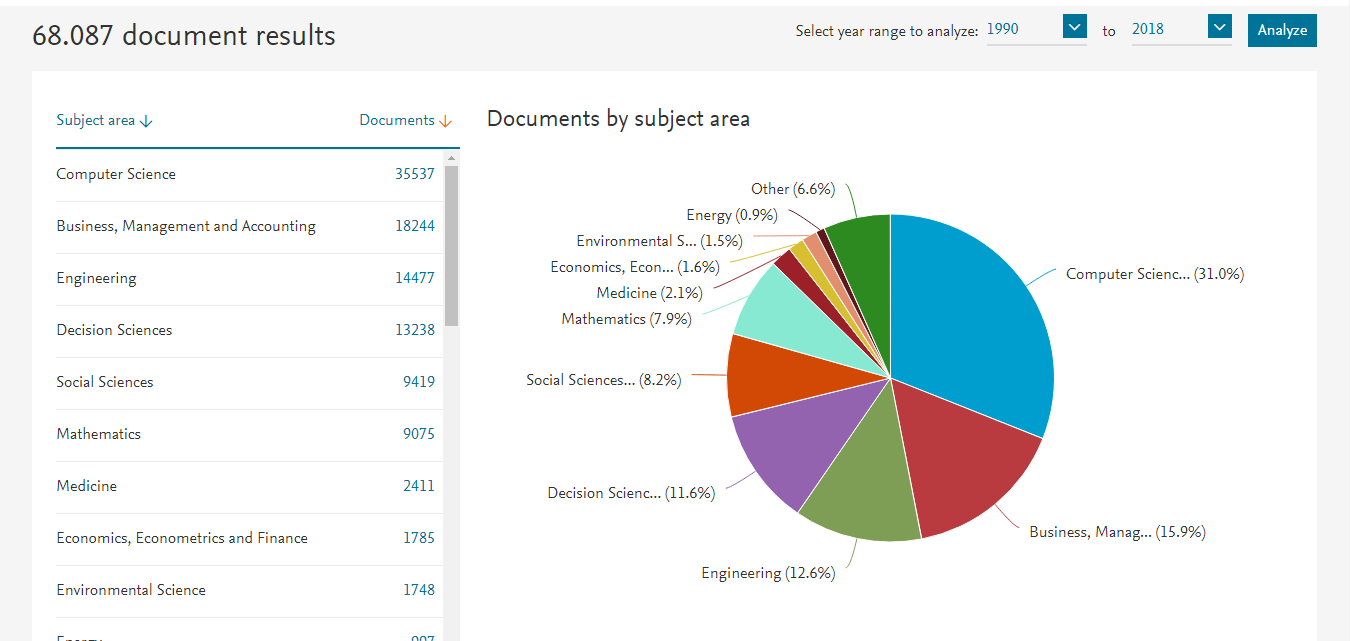 68.087 document results
Select year range to analyze: 1990 to 2018 Analyze
Subject area Documents
Computer Science 35537
Business, Management and Accounting 18244
Engineering 14477
Decision Sciences 13238
Social Sciences 9419
Mathematics 9075
Medicine 2411
Economics, Econometrics and Finance 1785
Environmental Science 1748
Energy 997
Documents by subject area
Other (6.6%)
Energy (0.9%)
Environmental S... (1.5%)
Economics, Econ... (1.6%)
Medicine (2.1%)
Mathematics (7.9%)
Social Sciences... (8.2%)
Decision Scienc... (11.6%)
Engineering (12.6%)
Computer Scienc... (31.0%)
Business, Manag... (15.9%)